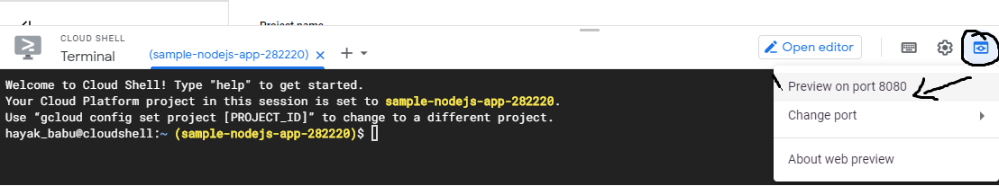 Project name
CLOUD SHELL
Terminal
(sample-nodejs-app-282220)
Open editor
Welcome to Cloud Shell! Type "help" to get started.
Your Cloud Platform project in this session is set to sample-nodejs-app-282220.
Use “gcloud config set project [PROJECT_ID]” to change to a different project.
hayak_babu@cloudshell:~ (sample-nodejs-app-282220)$
Preview on port 8080
Change port
About web preview